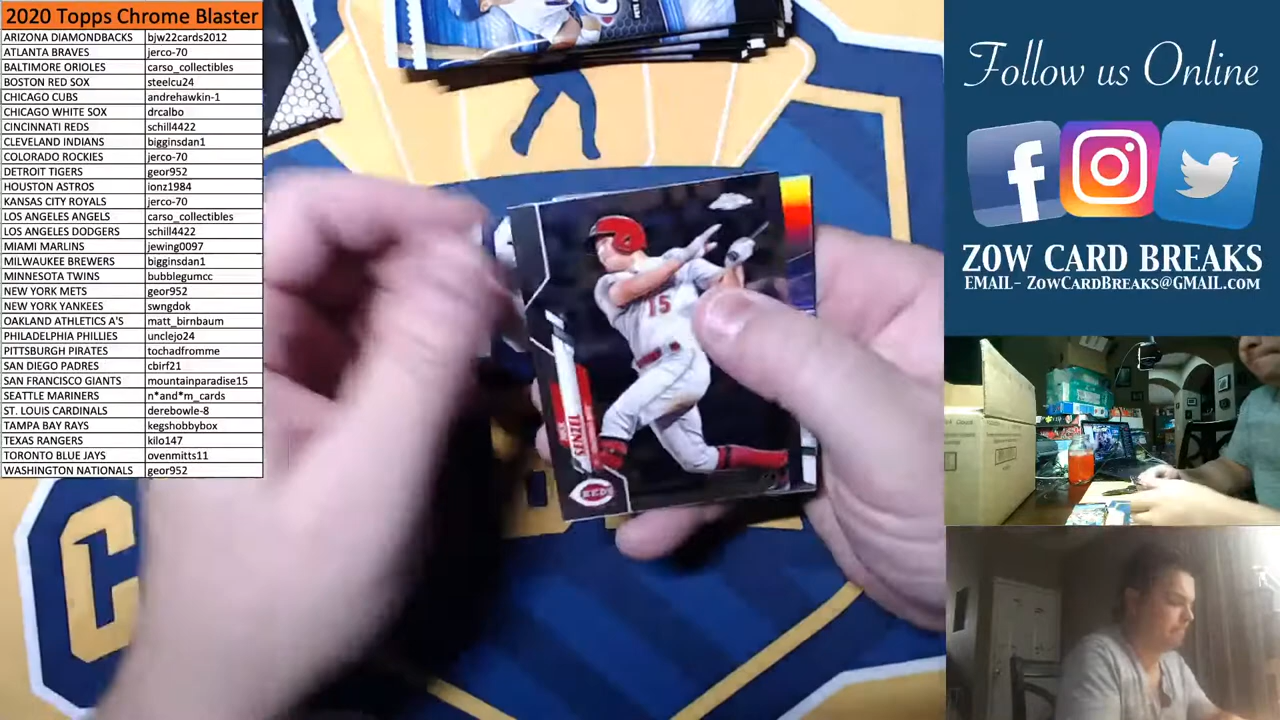 2020 Topps Chrome Blaster
ARIZONA DIAMONDBACKS bjw22cards2012
ATLANTA BRAVES jerco-70
BALTIMORE ORIOLES carso_collectibles
BOSTON RED SOX steelcu24
CHICAGO CUBS andrehawkin-1
CHICAGO WHITE SOX drcalbo
CINCINNATI REDS schill4422
CLEVELAND INDIANS bigginsdan1
COLORADO ROCKIES jerco-70
DETROIT TIGERS geor952
HOUSTON ASTROS ionz1984
KANSAS CITY ROYALS jerco-70
LOS ANGELES ANGELS carso_collectibles
LOS ANGELES DODGERS schill4422
MIAMI MARLINS jewing0097
MILWAUKEE BREWERS bigginsdan1
MINNESOTA TWINS bubblegumcc
NEW YORK METS geor952
NEW YORK YANKEES swngdok
OAKLAND ATHLETICS A'S matt_birnbaum
PHILADELPHIA PHILLIES unclejo24
PITTSBURGH PIRATES tochadfromme
SAN DIEGO PADRES cbirf21
SAN FRANCISCO GIANTS mountainparadise15
SEATTLE MARINERS n*and*m_cards
ST. LOUIS CARDINALS derebowle-8
TAMPA BAY RAYS kegshobbybox
TEXAS RANGERS kilo147
TORONTO BLUE JAYS ovenmitts11
WASHINGTON NATIONALS geor952
15
NICK
SENZEL
REDS
C
Follow us Online
f
ZOW CARD BREAKS
EMAIL- ZOWCARDBREAKS@GMAIL.COM